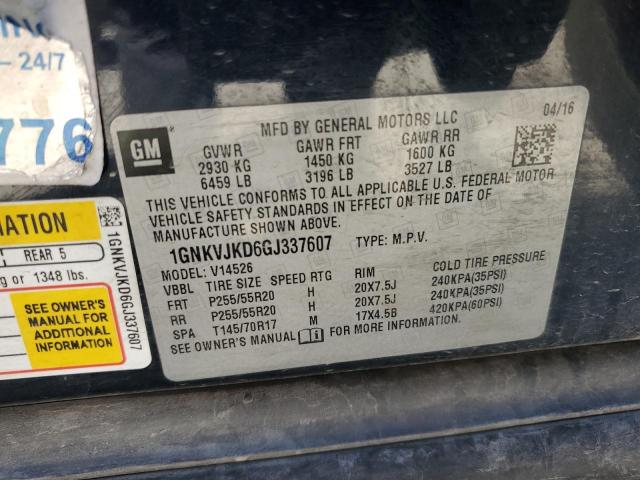 - 24/7
776
MFD BY GENERAL MOTORS LLC
04/16
GM
GVWR GAWR FRT GAWR RR
2930 KG 1450 KG 1600 KG
6459 LB 3196 LB 3527 LB
THIS VEHICLE CONFORMS TO ALL APPLICABLE U.S. FEDERAL MOTOR
VEHICLE SAFETY STANDARDS IN EFFECT ON THE DATE OF
MANUFACTURE SHOWN ABOVE.
1GNKVJKD6GJ337607 TYPE: M.P.V.
MODEL: V14526
VBBL TIRE SIZE SPEED RTG RIM COLD TIRE PRESSURE
FRT P255/55R20 H 20X7.5J 240KPA(35PSI)
RR P255/55R20 H 20X7.5J 240KPA(35PSI)
SPA T145/70R17 M 17X4.5B 420KPA(60PSI)
SEE OWNER'S MANUAL FOR MORE INFORMATION.
REAR 5
g or 1348 lbs.
SEE OWNER'S
MANUAL FOR
ADDITIONAL
INFORMATION
1GNKVJKD6GJ337607